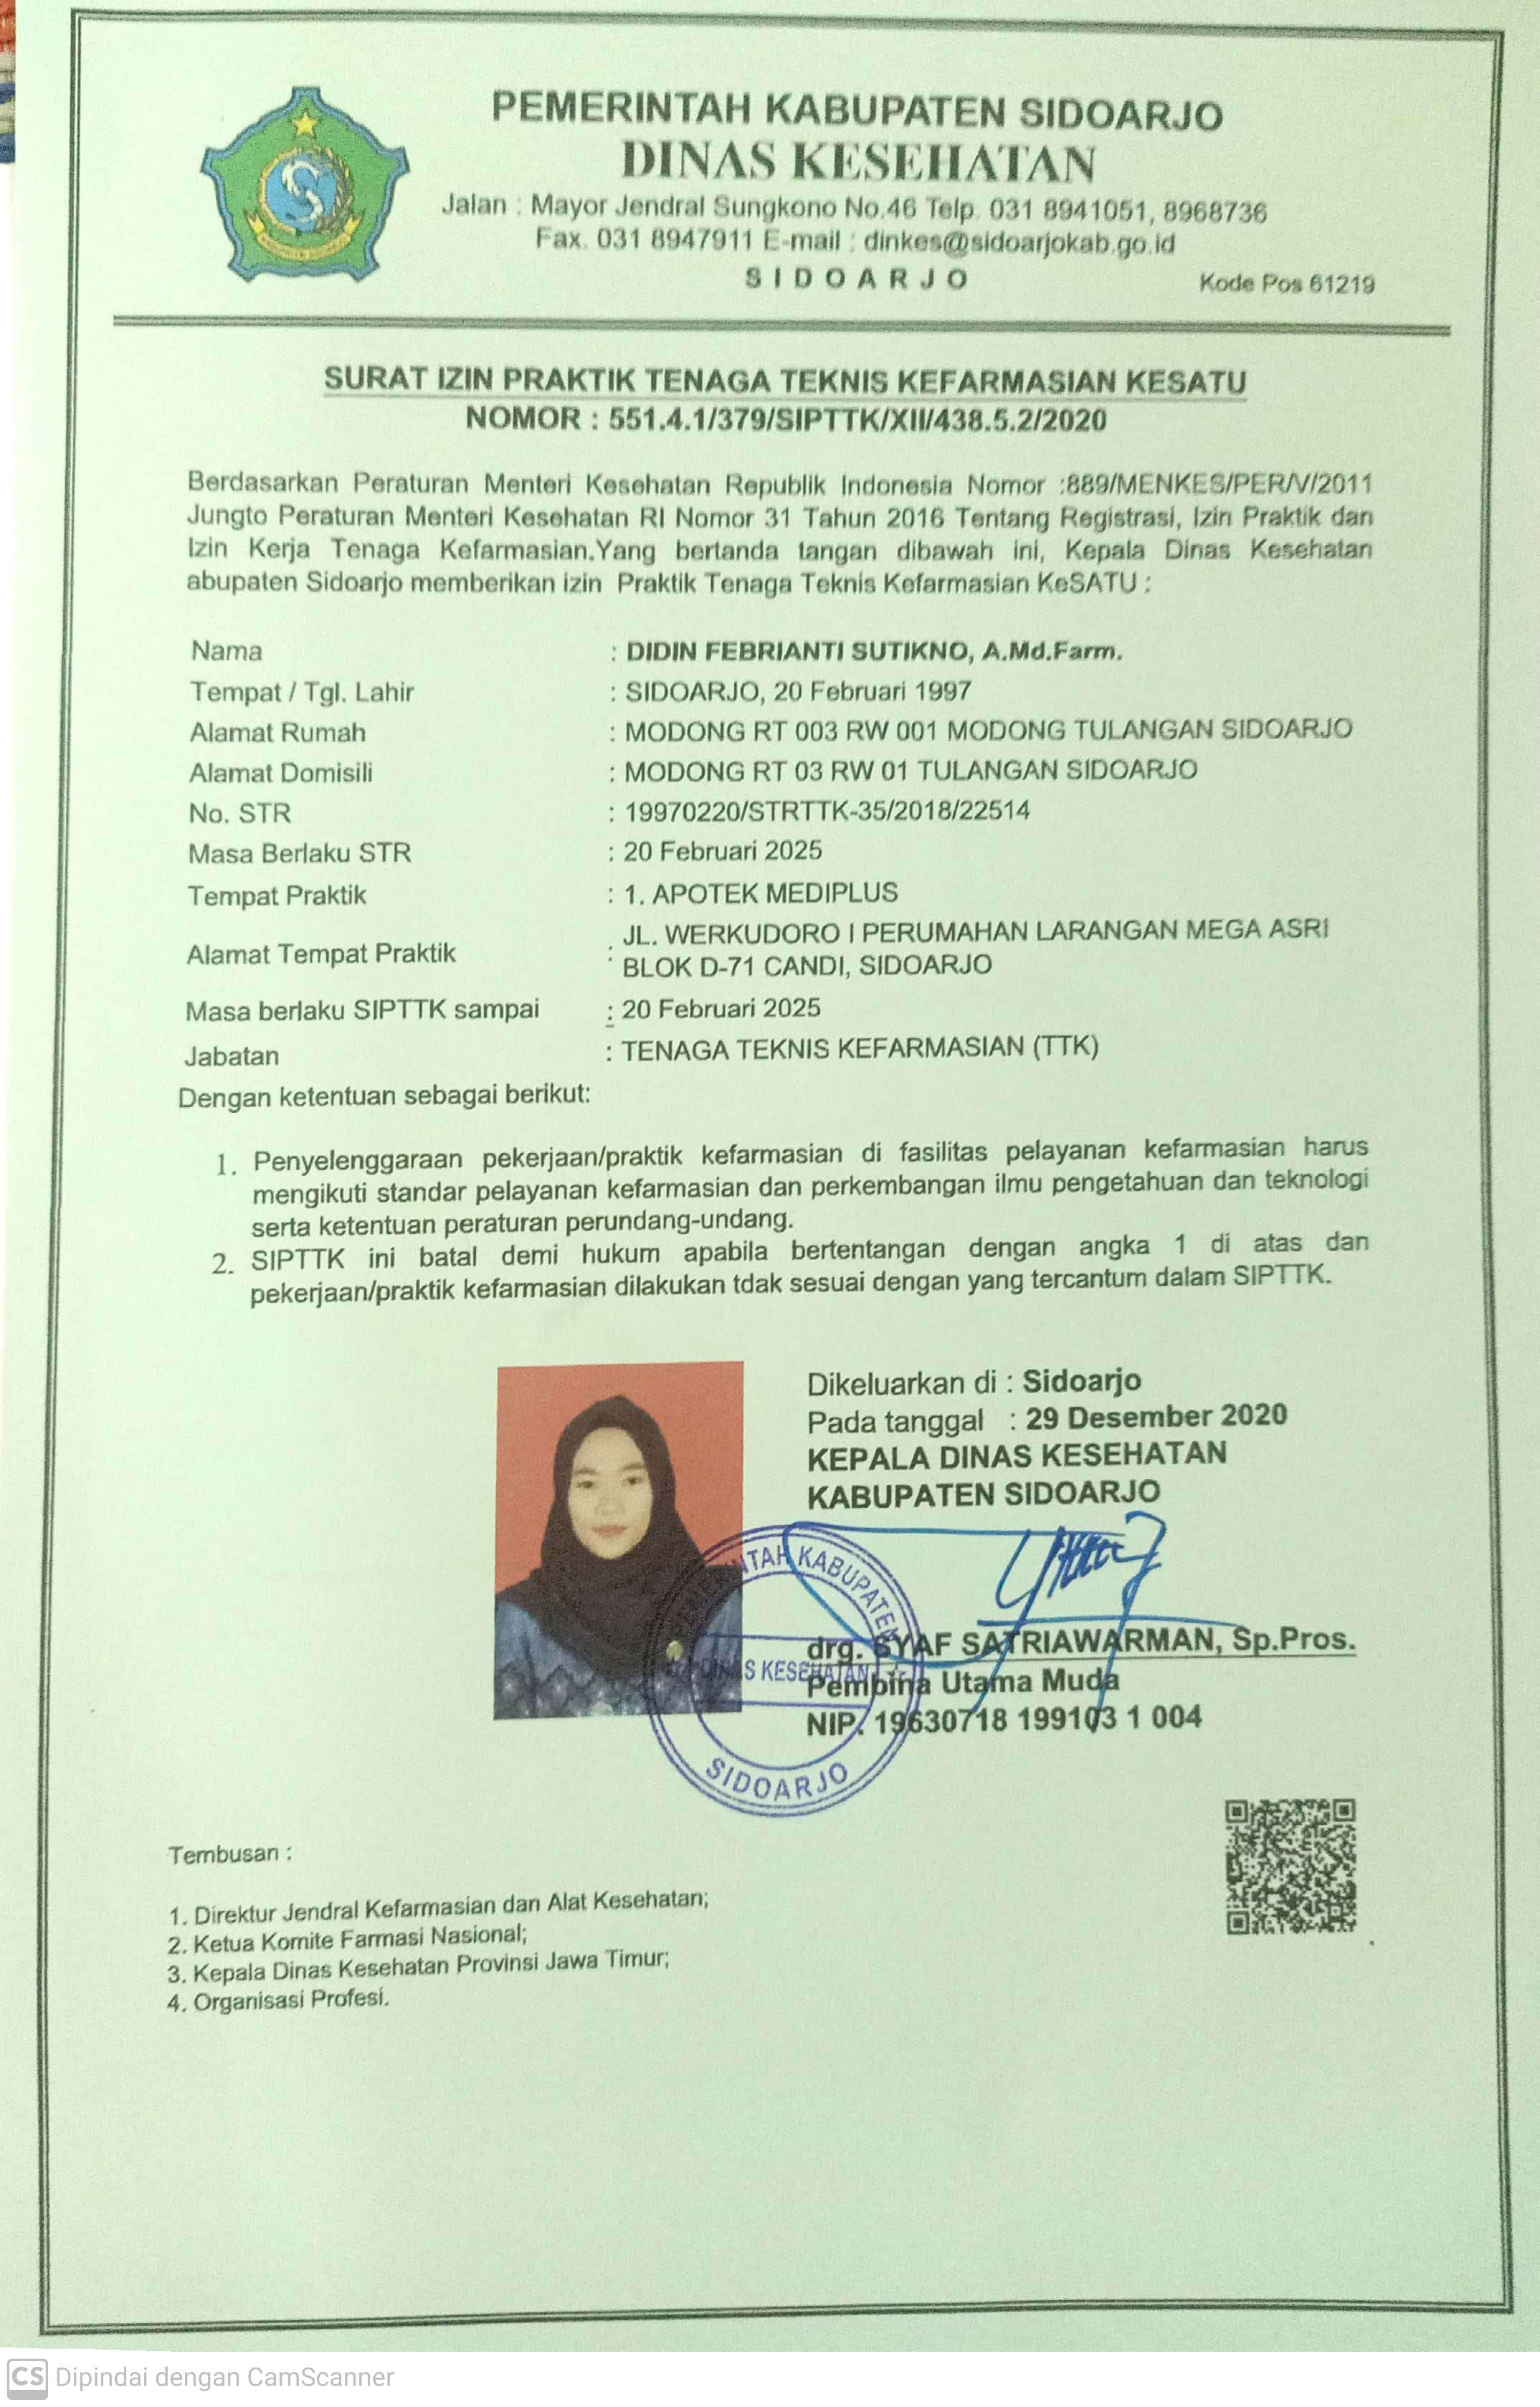 PEMERINTAH KABUPATEN SIDOARJO
DINAS KESEHATAN
Jalan : Mayor Jendral Sungkono No.46 Telp. 031 8941051, 8968736
Fax. 031 8947911 E-mail : dinkes@sidoarjokab.go.id
SIDOARJO
Kode Pos 61219
SURAT IZIN PRAKTIK TENAGA TEKNIS KEFARMASIAN KESATU
NOMOR : 551.4.1/379/SIPTTK/XII/438.5.2/2020
Berdasarkan Peraturan Menteri Kesehatan Republik Indonesia Nomor :889/MENKES/PER/V/2011
Jungto Peraturan Menteri Kesehatan RI Nomor 31 Tahun 2016 Tentang Registrasi, Izin Praktik dan
Izin Kerja Tenaga Kefarmasian.Yang bertanda tangan dibawah ini, Kepala Dinas Kesehatan
abupaten Sidoarjo memberikan izin Praktik Tenaga Teknis Kefarmasian KeSATU :
Nama : DIDIN FEBRIANTI SUTIKNO, A.Md.Farm.
Tempat / Tgl. Lahir : SIDOARJO, 20 Februari 1997
Alamat Rumah : MODONG RT 003 RW 001 MODONG TULANGAN SIDOARJO
Alamat Domisili : MODONG RT 03 RW 01 TULANGAN SIDOARJO
No. STR : 19970220/STRTTK-35/2018/22514
Masa Berlaku STR : 20 Februari 2025
Tempat Praktik : 1. APOTEK MEDIPLUS
Alamat Tempat Praktik : JL. WERKUDORO I PERUMAHAN LARANGAN MEGA ASRI
BLOK D-71 CANDI, SIDOARJO
Masa berlaku SIPTTK sampai : 20 Februari 2025
Jabatan : TENAGA TEKNIS KEFARMASIAN (TTK)
Dengan ketentuan sebagai berikut:
1. Penyelenggaraan pekerjaan/praktik kefarmasian di fasilitas pelayanan kefarmasian harus
mengikuti standar pelayanan kefarmasian dan perkembangan ilmu pengetahuan dan teknologi
serta ketentuan peraturan perundang-undang.
2. SIPTTK ini batal demi hukum apabila bertentangan dengan angka 1 di atas dan
pekerjaan/praktik kefarmasian dilakukan tdak sesuai dengan yang tercantum dalam SIPTTK.
Dikeluarkan di : Sidoarjo
Pada tanggal : 29 Desember 2020
KEPALA DINAS KESEHATAN
KABUPATEN SIDOARJO
drg. SYAF SATRIAWARMAN, Sp.Pros.
Pembina Utama Muda
NIP. 19630718 199103 1 004
KABUPATEN
KESEHATAN
SIDOARJO
Tembusan :
1. Direktur Jendral Kefarmasian dan Alat Kesehatan;
2. Ketua Komite Farmasi Nasional;
3. Kepala Dinas Kesehatan Provinsi Jawa Timur;
4. Organisasi Profesi.
CS Dipindai dengan CamScanner